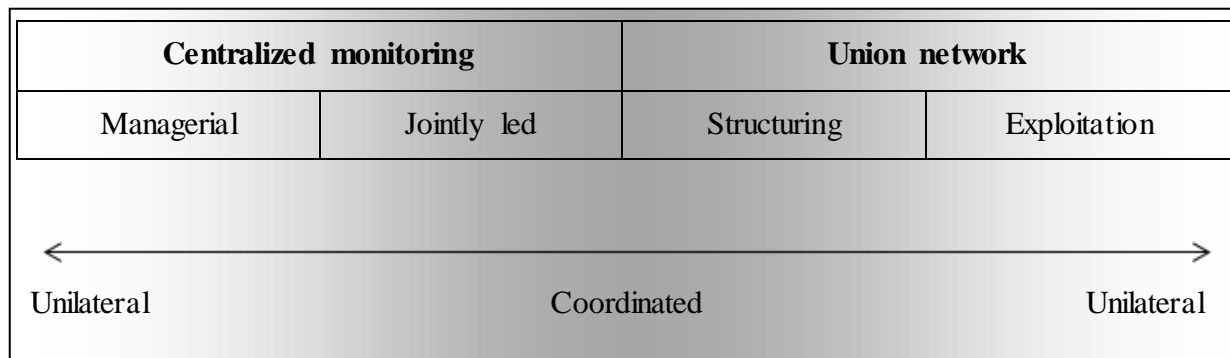 Centralized monitoring Union network
Managerial Jointly led Structuring Exploitation
Unilateral Coordinated Unilateral